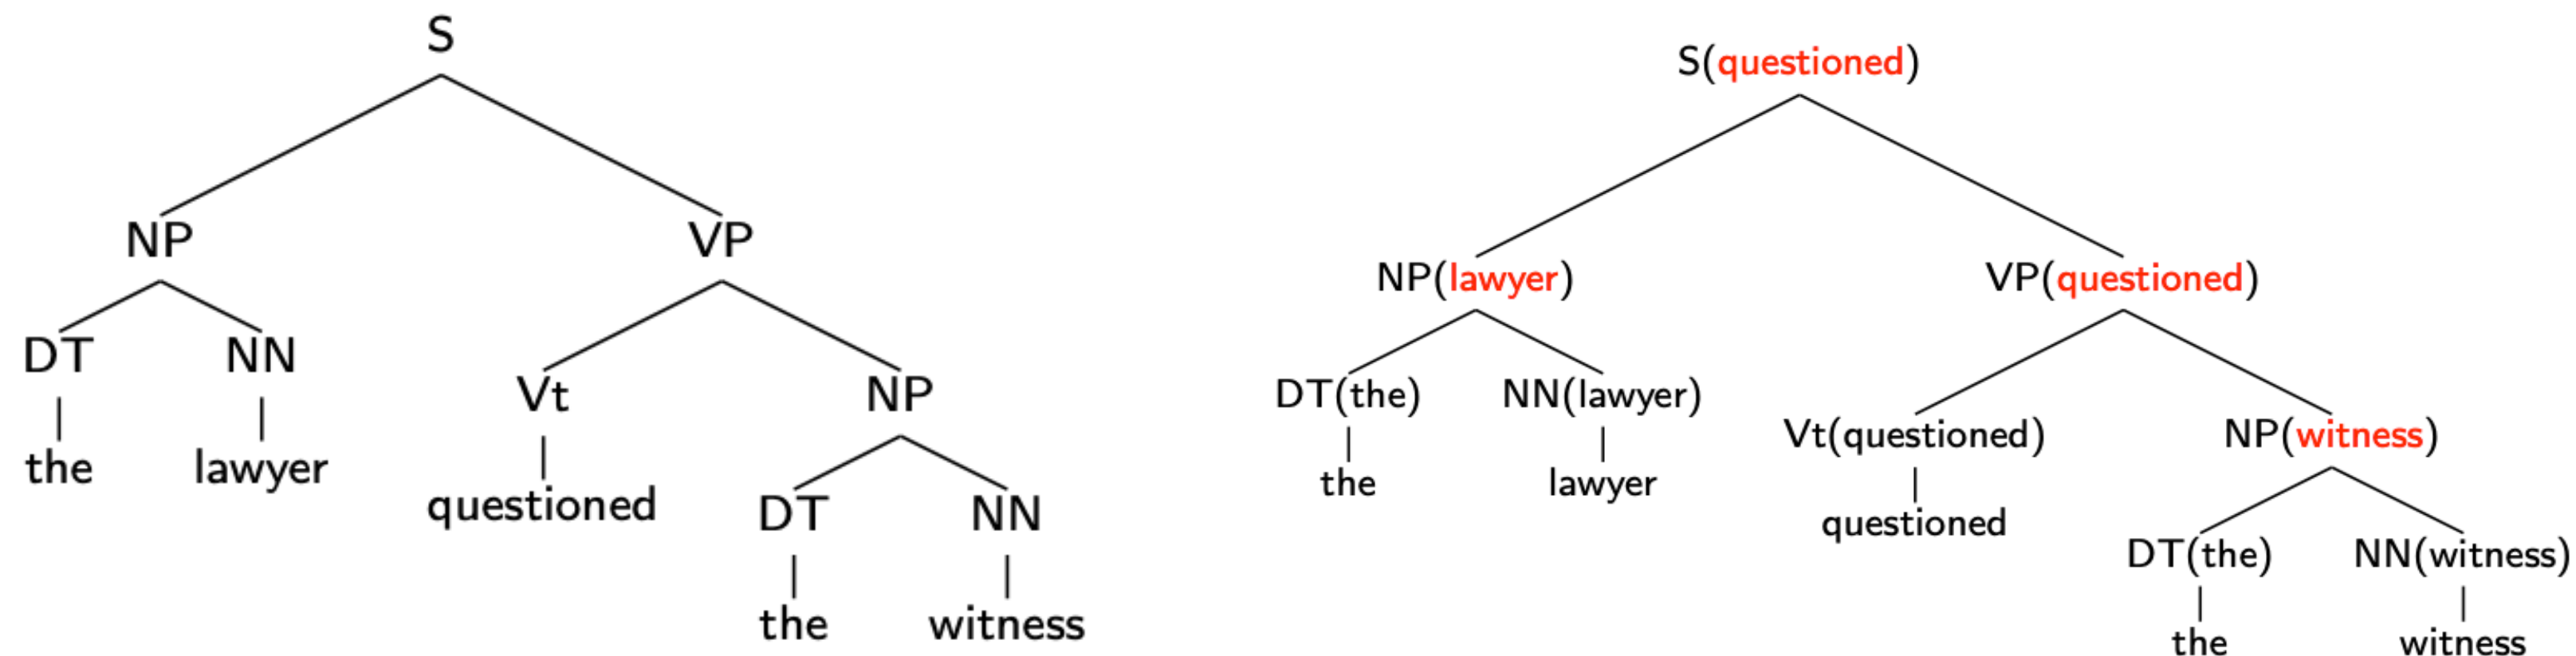 S
NP VP
DT NN Vt NP
the lawyer questioned DT NN
the witness
S(questioned)
NP(lawyer) VP(questioned)
DT(the) NN(lawyer) Vt(questioned) NP(witness)
the lawyer questioned DT(the) NN(witness)
the witness